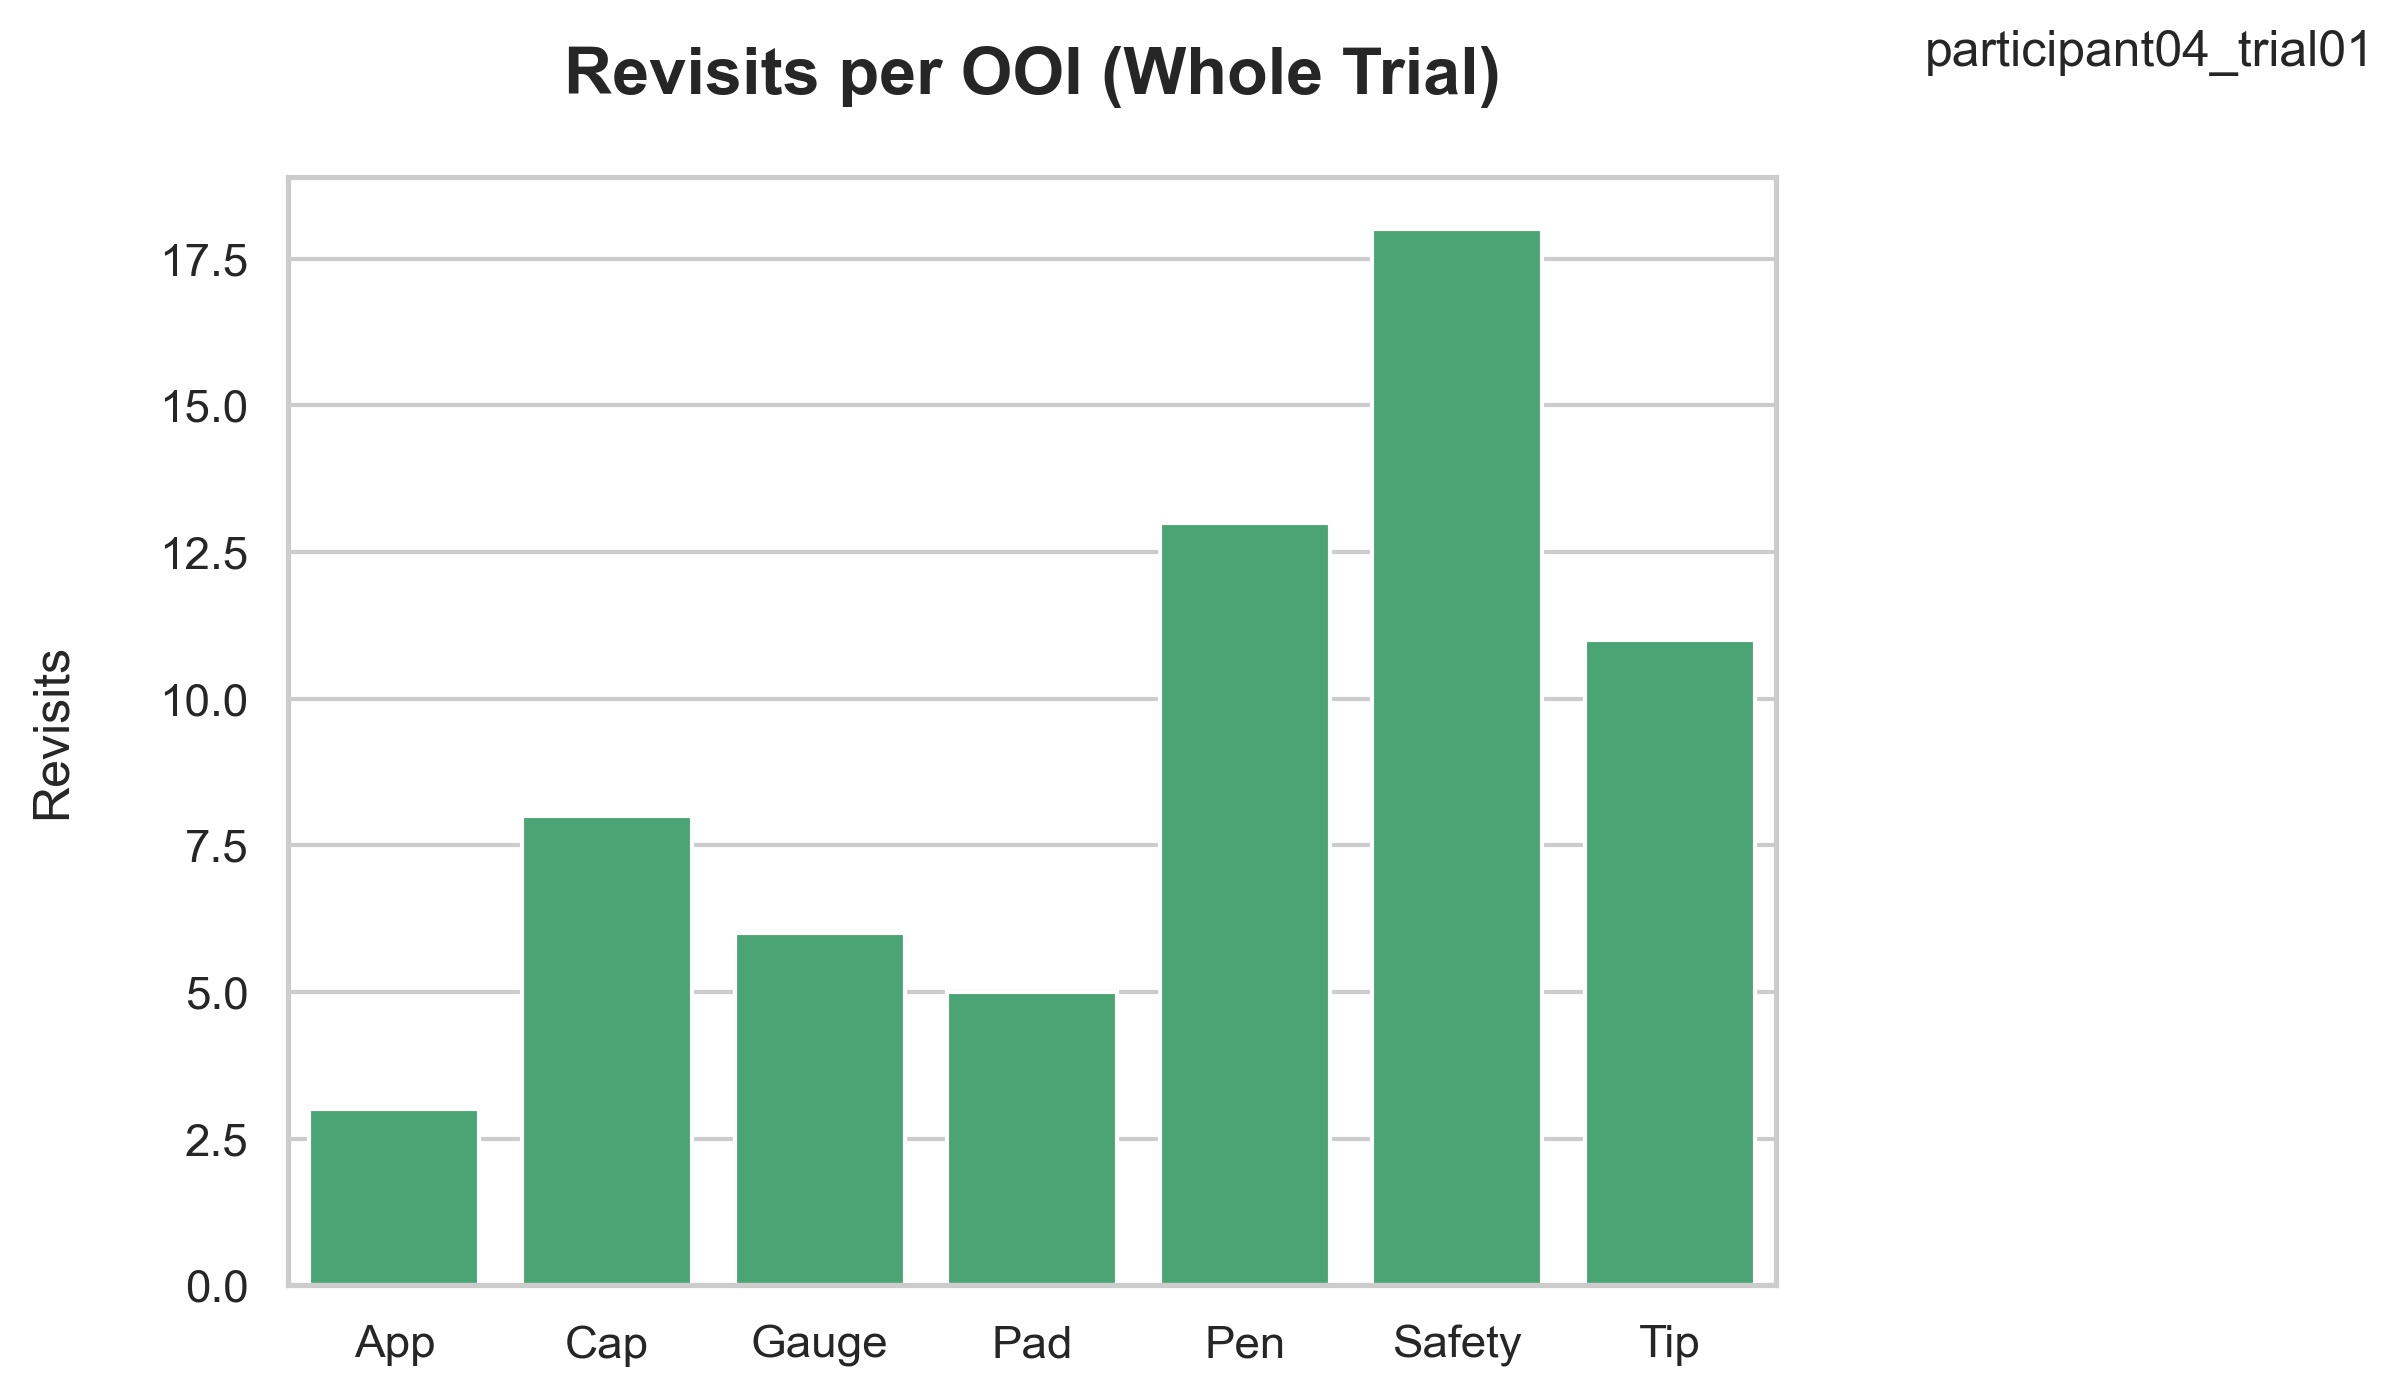 Revisits per OOI (Whole Trial)
participant04_trial01
Revisits
17.5
15.0
12.5
10.0
7.5
5.0
2.5
0.0
App Cap Gauge Pad Pen Safety Tip